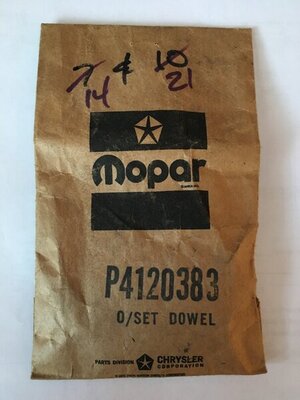 7 & 10
14 21
Mopar
P4120383
O/SET DOWEL
PARTS DIVISION CHRYSLER
CORPORATION